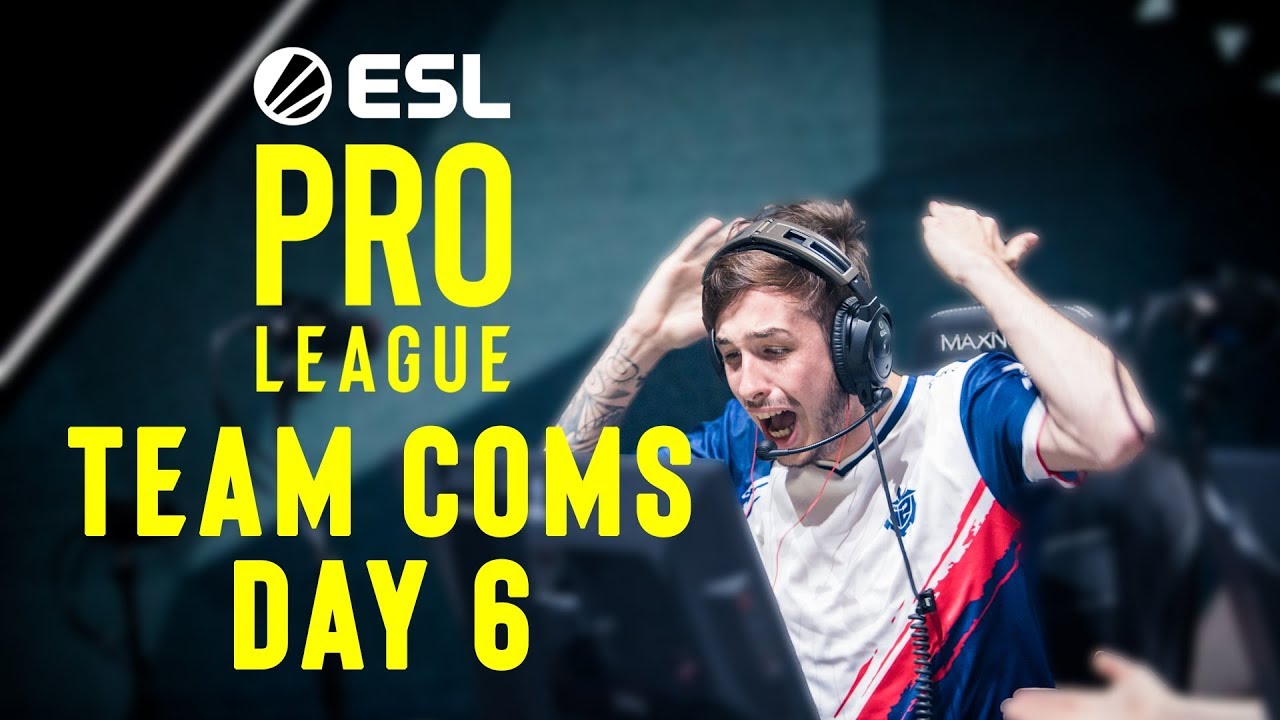 ESL
PRO
LEAGUE
TEAM COMS
DAY 6
MAXN